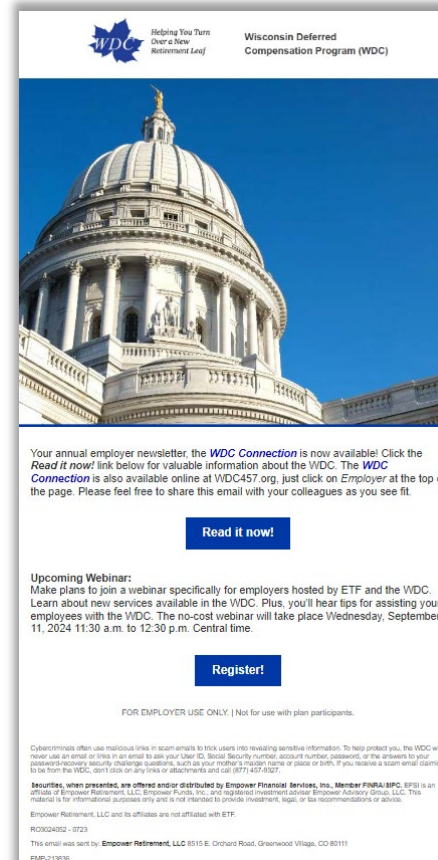 WDC
Helping You Turn
Over a New
Retirement Leaf
Wisconsin Deferred
Compensation Program (WDC)
Your annual employer newsletter, the WDC Connection is now available! Click the
Read it now! link below for valuable information about the WDC. The WDC
Connection is also available online at WDC457.org, just click on Employer at the top
the page. Please feel free to share this email with your colleagues as you see fit.
Read it now!
Upcoming Webinar:
Make plans to join a webinar specifically for employers hosted by ETF and the WDC.
Learn about new services available in the WDC. Plus, you'll hear tips for assisting your
employees with the WDC. The no-cost webinar will take place Wednesday, September
11, 2024 11:30 a.m. to 12:30 p.m. Central time.
Register!
FOR EMPLOYER USE ONLY. | Not for use with plan participants.
Cybercriminals often use malicious links in scam emails to trick users into revealing sensitive information. To help protect you, the WDC
never use an email or links in an email to ask your User ID, Social Security number, account number, password, or the answers to your
password-recovery security challenge questions, such as your mother's maiden name or place or birth. If you receive a scam email
to be from the WDC, don't click on any links or attachments and call (877) 457-9327.
Securities, when presented, are offered and/or distributed by Empower Financial Services, Inc., Member FINRA/SIPC. EFSI is an
affiliate of Empower Retirement, LLC; Empower Funds, Inc.; and registered investment adviser Empower Advisory Group, LLC. This
material is for informational purposes only and is not intended to provide investment, legal, or tax recommendations or advice.
Empower Retirement, LLC and its affiliates are not affiliated with ETF.
RO3024052 - 0723
This email was sent by: Empower Retirement, LLC 8515 E. Orchard Road, Greenwood Village, CO 80111
EMP-213836